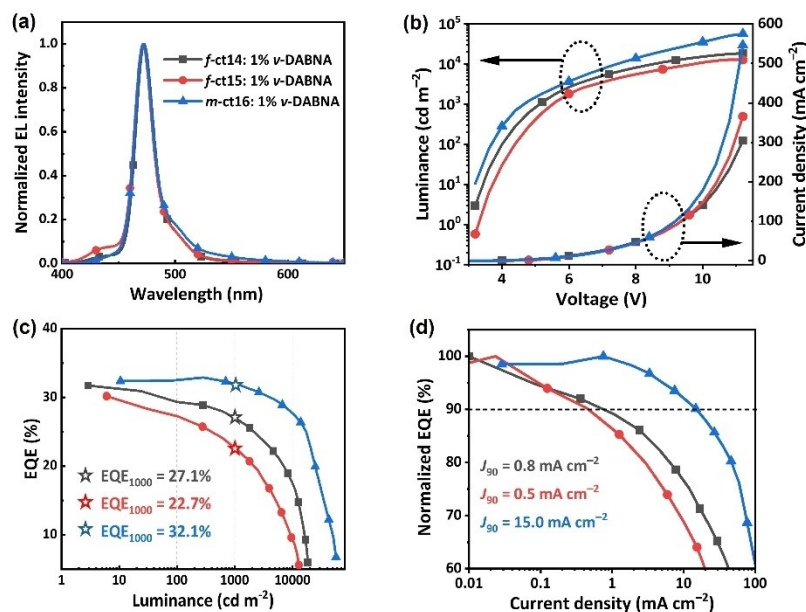 (a)
1.0
0.8
0.6
0.4
0.2
0.0
Normalized EL intensity
f-ct14: 1% v-DABNA
f-ct15: 1% v-DABNA
m-ct16: 1% v-DABNA
400
500
600
Wavelength (nm)
(b)
10⁵
10⁴
10³
10²
10¹
10⁰
10⁻¹
Luminance (cd m⁻²)
600
500
400
300
200
100
0
Current density (mA cm⁻²)
4
6
8
10
Voltage (V)
(c)
40
30
20
10
EQE (%)
EQE₁₀₀₀ = 27.1%
EQE₁₀₀₀ = 22.7%
EQE₁₀₀₀ = 32.1%
1
10
100
1000
10000
Luminance (cd m⁻²)
(d)
100
90
80
70
60
Normalized EQE (%)
J₉₀ = 0.8 mA cm⁻²
J₉₀ = 0.5 mA cm⁻²
J₉₀ = 15.0 mA cm⁻²
0.01
0.1
1
10
100
Current density (mA cm⁻²)